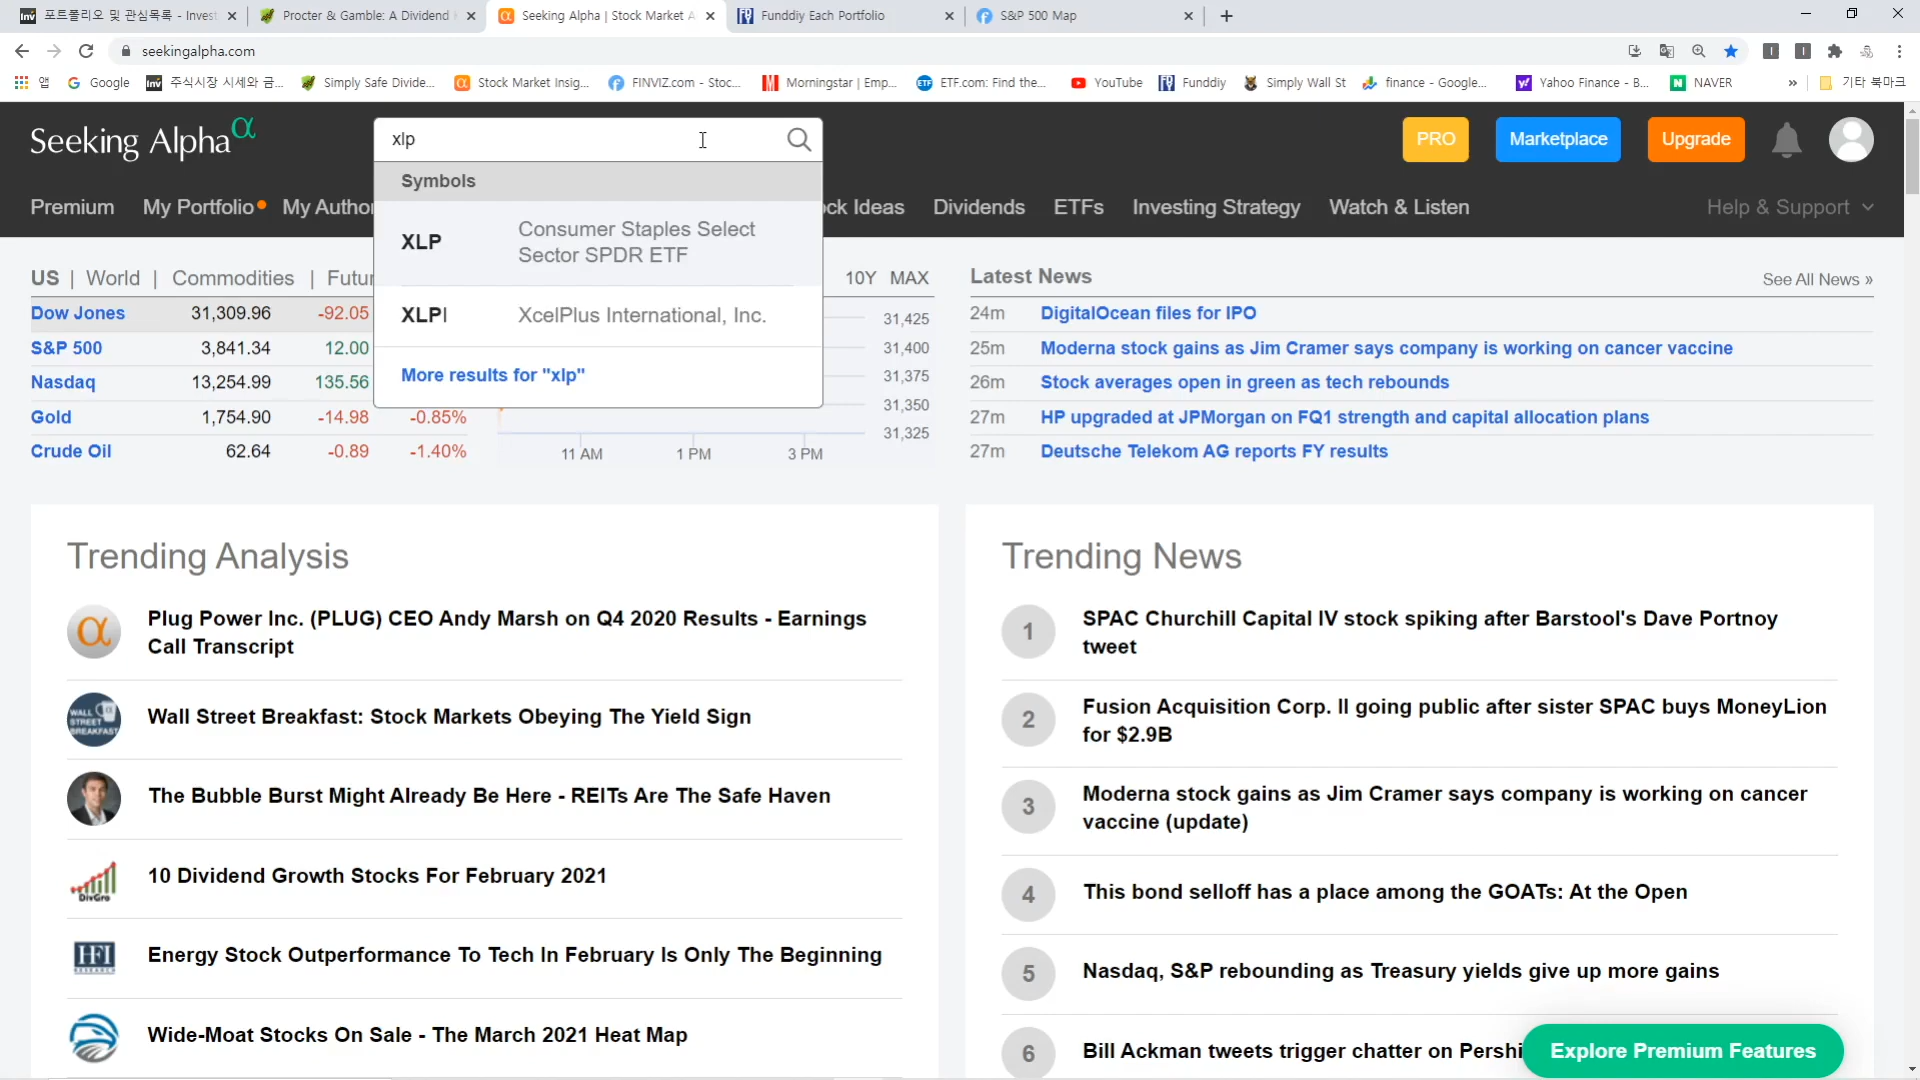 포트폴리오 및 관심목록 - Invest
Procter & Gamble: A Dividend
Seeking Alpha | Stock Market A
Funddiy Each Portfolio
S&P 500 Map
seekingalpha.com
앱
Google
주식시장 시세와 금...
Simply Safe Divide...
Stock Market Insig...
FINVIZ.com - Stoc...
Morningstar | Emp...
ETF.com: Find the...
YouTube
Funddiy
Simply Wall St
finance - Google...
Yahoo Finance - B...
NAVER
»
기타 북마크
Seeking Alpha α
xlp
PRO
Marketplace
Upgrade
Symbols
XLP
Consumer Staples Select
Sector SPDR ETF
XLPI
XcelPlus International, Inc.
More results for "xlp"
Premium
My Portfolio
My Author
ock Ideas
Dividends
ETFs
Investing Strategy
Watch & Listen
Help & Support
US | World | Commodities | Futur
10Y MAX
Dow Jones 31,309.96 -92.05
S&P 500 3,841.34 12.00
Nasdaq 13,254.99 135.56
Gold 1,754.90 -14.98 -0.85%
Crude Oil 62.64 -0.89 -1.40%
31,425
31,400
31,375
31,350
31,325
11 AM 1 PM 3 PM
Latest News
See All News »
24m DigitalOcean files for IPO
25m Moderna stock gains as Jim Cramer says company is working on cancer vaccine
26m Stock averages open in green as tech rebounds
27m HP upgraded at JPMorgan on FQ1 strength and capital allocation plans
27m Deutsche Telekom AG reports FY results
Trending Analysis
α
Plug Power Inc. (PLUG) CEO Andy Marsh on Q4 2020 Results - Earnings
Call Transcript
WALL
STREET
BREAKFAST
Wall Street Breakfast: Stock Markets Obeying The Yield Sign
The Bubble Burst Might Already Be Here - REITs Are The Safe Haven
DivGro
10 Dividend Growth Stocks For February 2021
HFI
RESEARCH
Energy Stock Outperformance To Tech In February Is Only The Beginning
Wide-Moat Stocks On Sale - The March 2021 Heat Map
Trending News
1
SPAC Churchill Capital IV stock spiking after Barstool's Dave Portnoy
tweet
2
Fusion Acquisition Corp. II going public after sister SPAC buys MoneyLion
for $2.9B
3
Moderna stock gains as Jim Cramer says company is working on cancer
vaccine (update)
4
This bond selloff has a place among the GOATs: At the Open
5
Nasdaq, S&P rebounding as Treasury yields give up more gains
6
Bill Ackman tweets trigger chatter on Pershi
Explore Premium Features